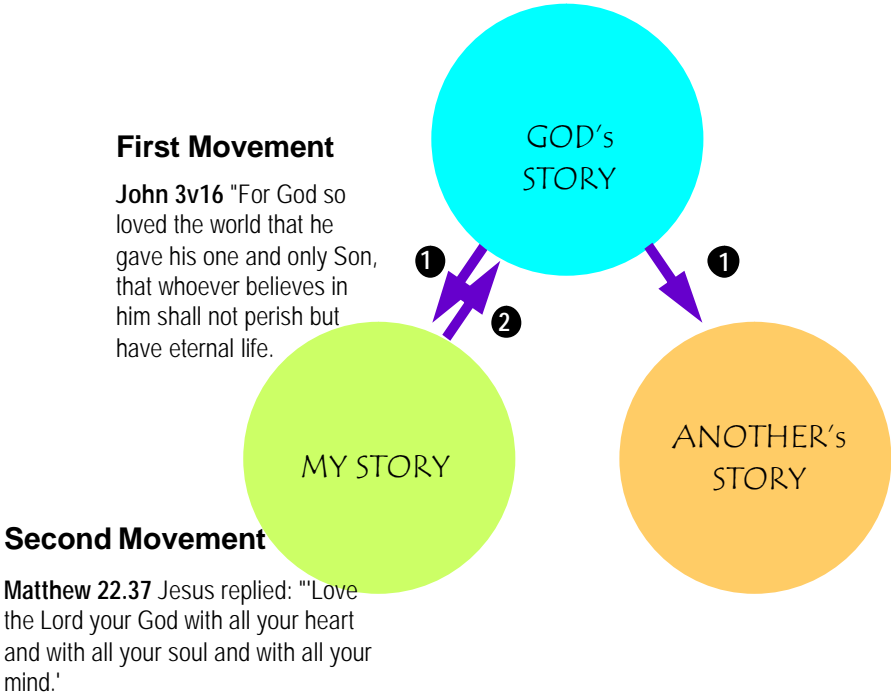 GOD's
STORY
First Movement
John 3v16 "For God so
loved the world that he
gave his one and only Son,
that whoever believes in
him shall not perish but
have eternal life.
1
1
2
MY STORY
ANOTHER's
STORY
Second Movement
Matthew 22.37 Jesus replied: "'Love
the Lord your God with all your heart
and with all your soul and with all your
mind.'